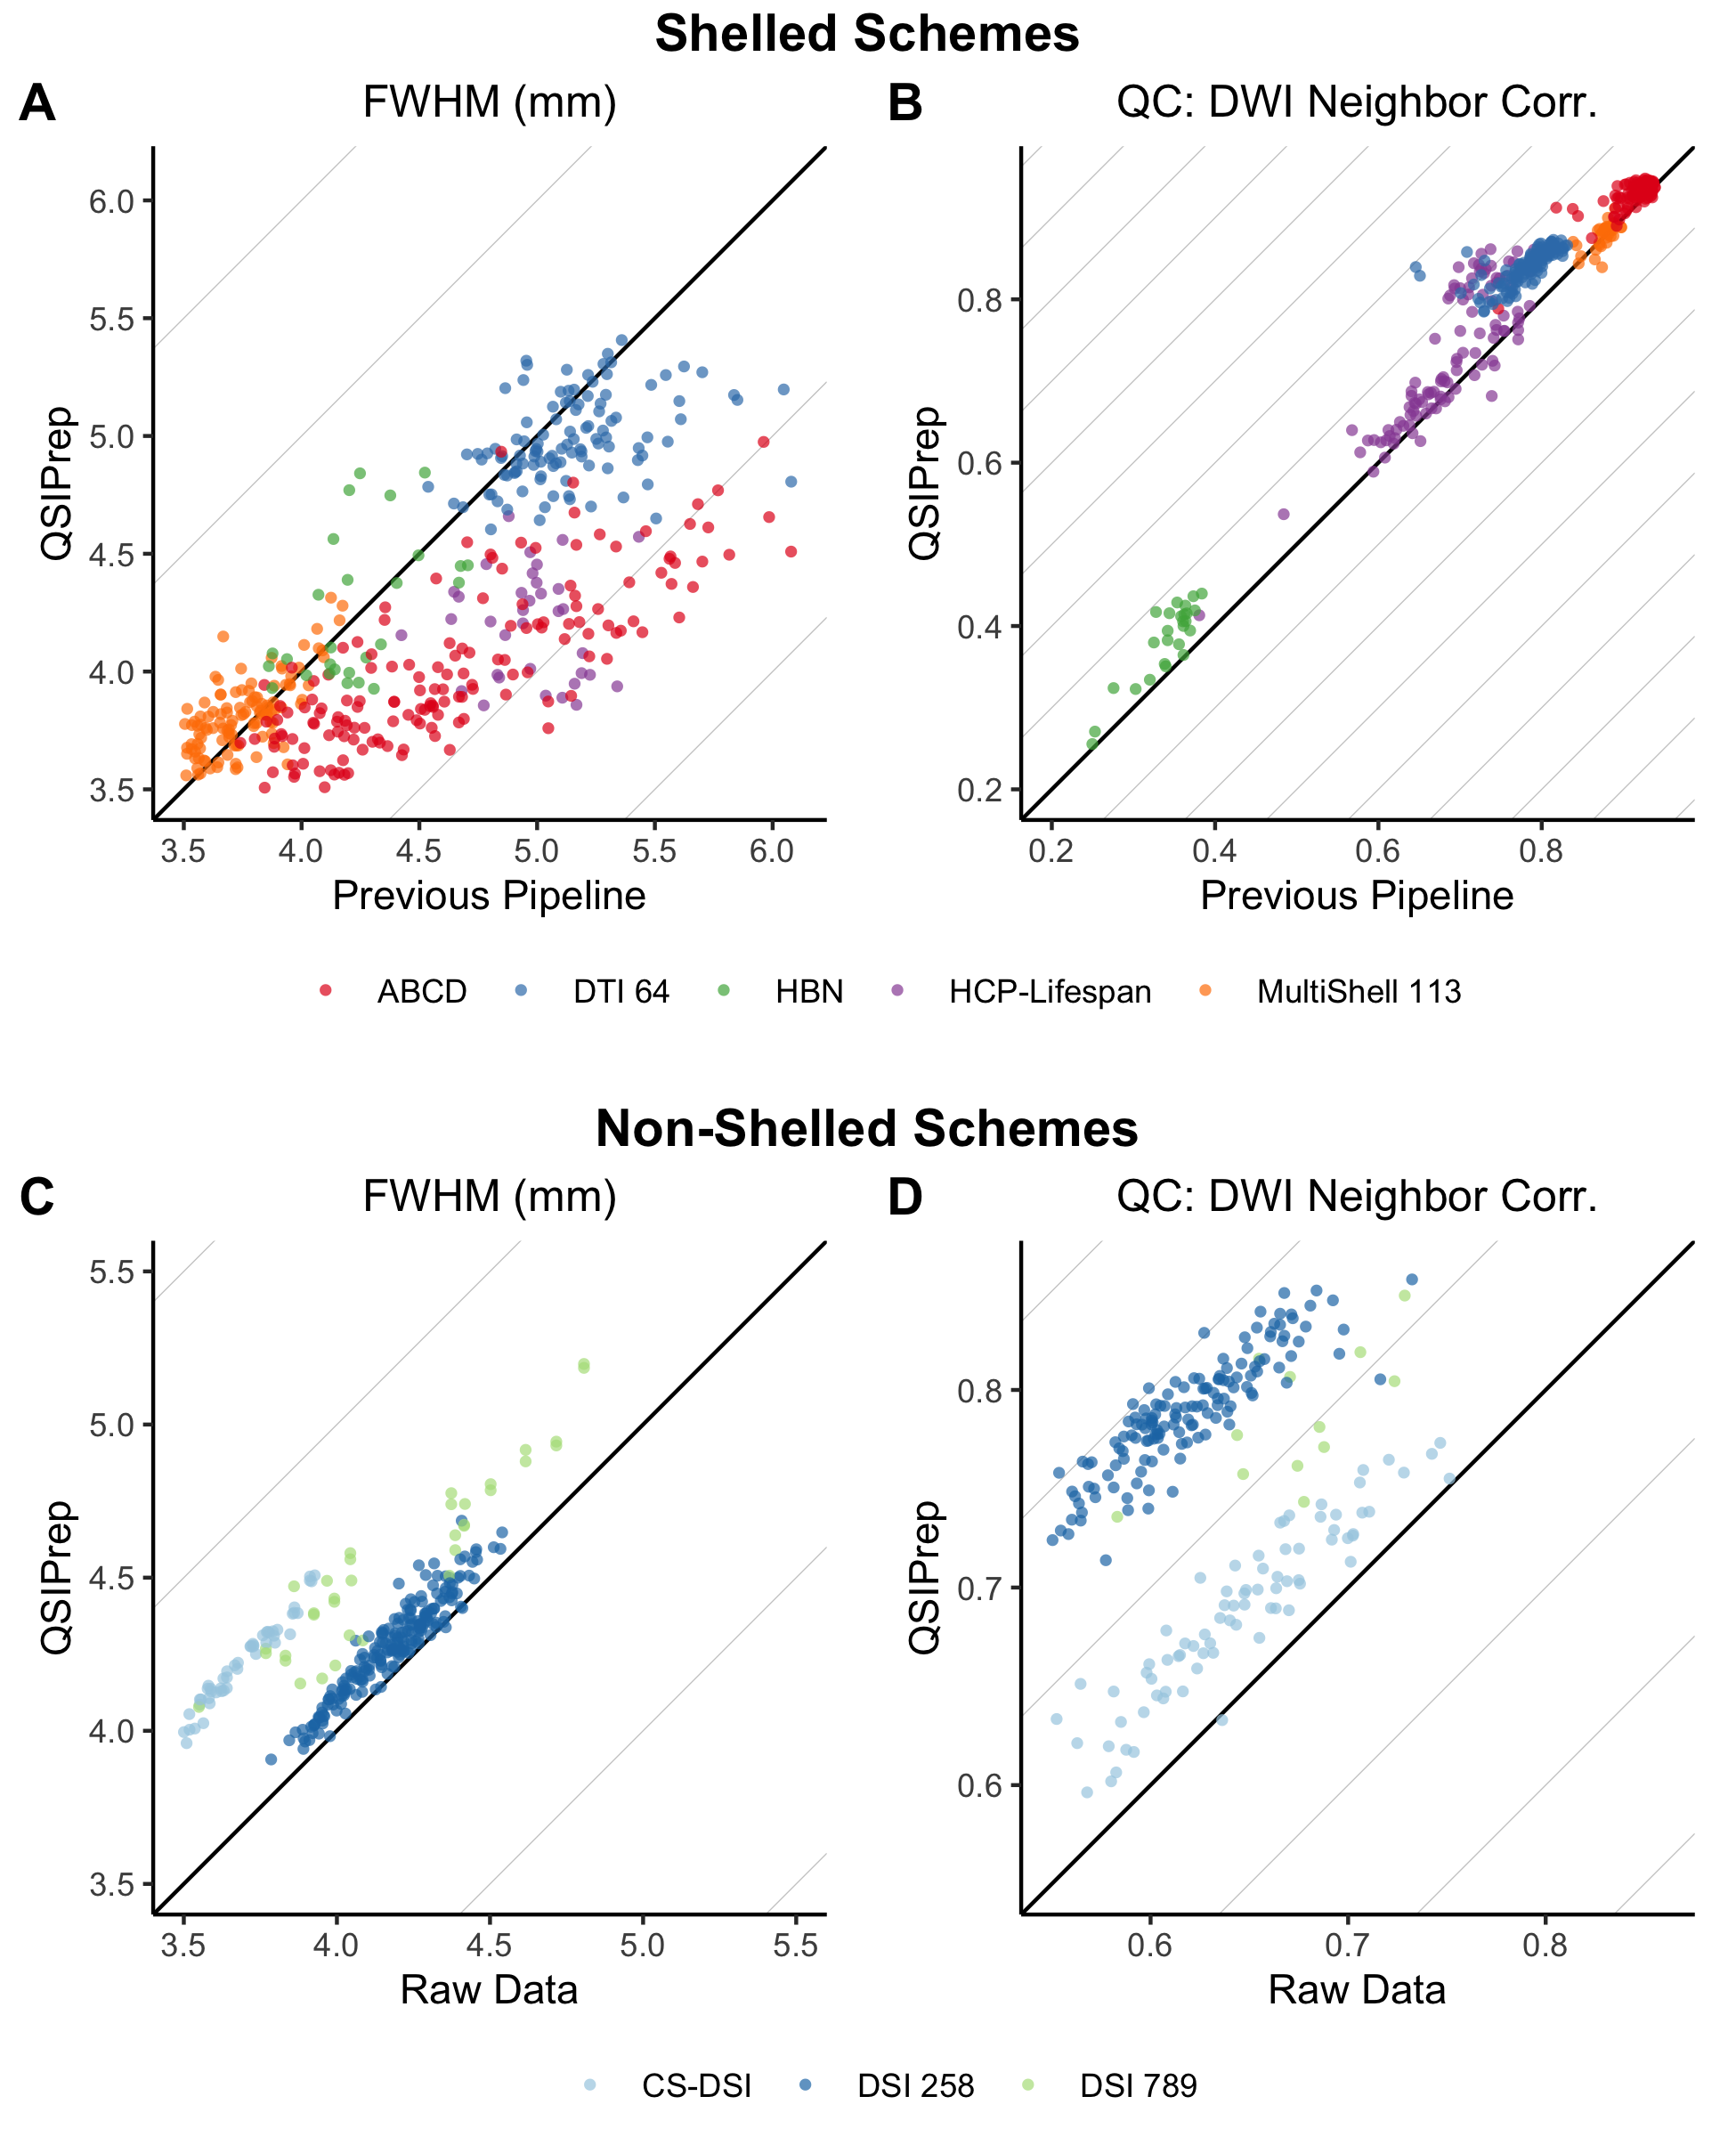 Shelled Schemes
A
FWHM (mm)
QSIPrep
6.0
5.5
5.0
4.5
4.0
3.5
3.5 4.0 4.5 5.0 5.5 6.0
Previous Pipeline
B
QC: DWI Neighbor Corr.
QSIPrep
0.8
0.6
0.4
0.2
0.2 0.4 0.6 0.8
Previous Pipeline
ABCD DTI 64 HBN HCP-Lifespan MultiShell 113
Non-Shelled Schemes
C
FWHM (mm)
QSIPrep
5.5
5.0
4.5
4.0
3.5
3.5 4.0 4.5 5.0 5.5
Raw Data
D
QC: DWI Neighbor Corr.
QSIPrep
0.8
0.7
0.6
0.6 0.7 0.8
Raw Data
CS-DSI DSI 258 DSI 789